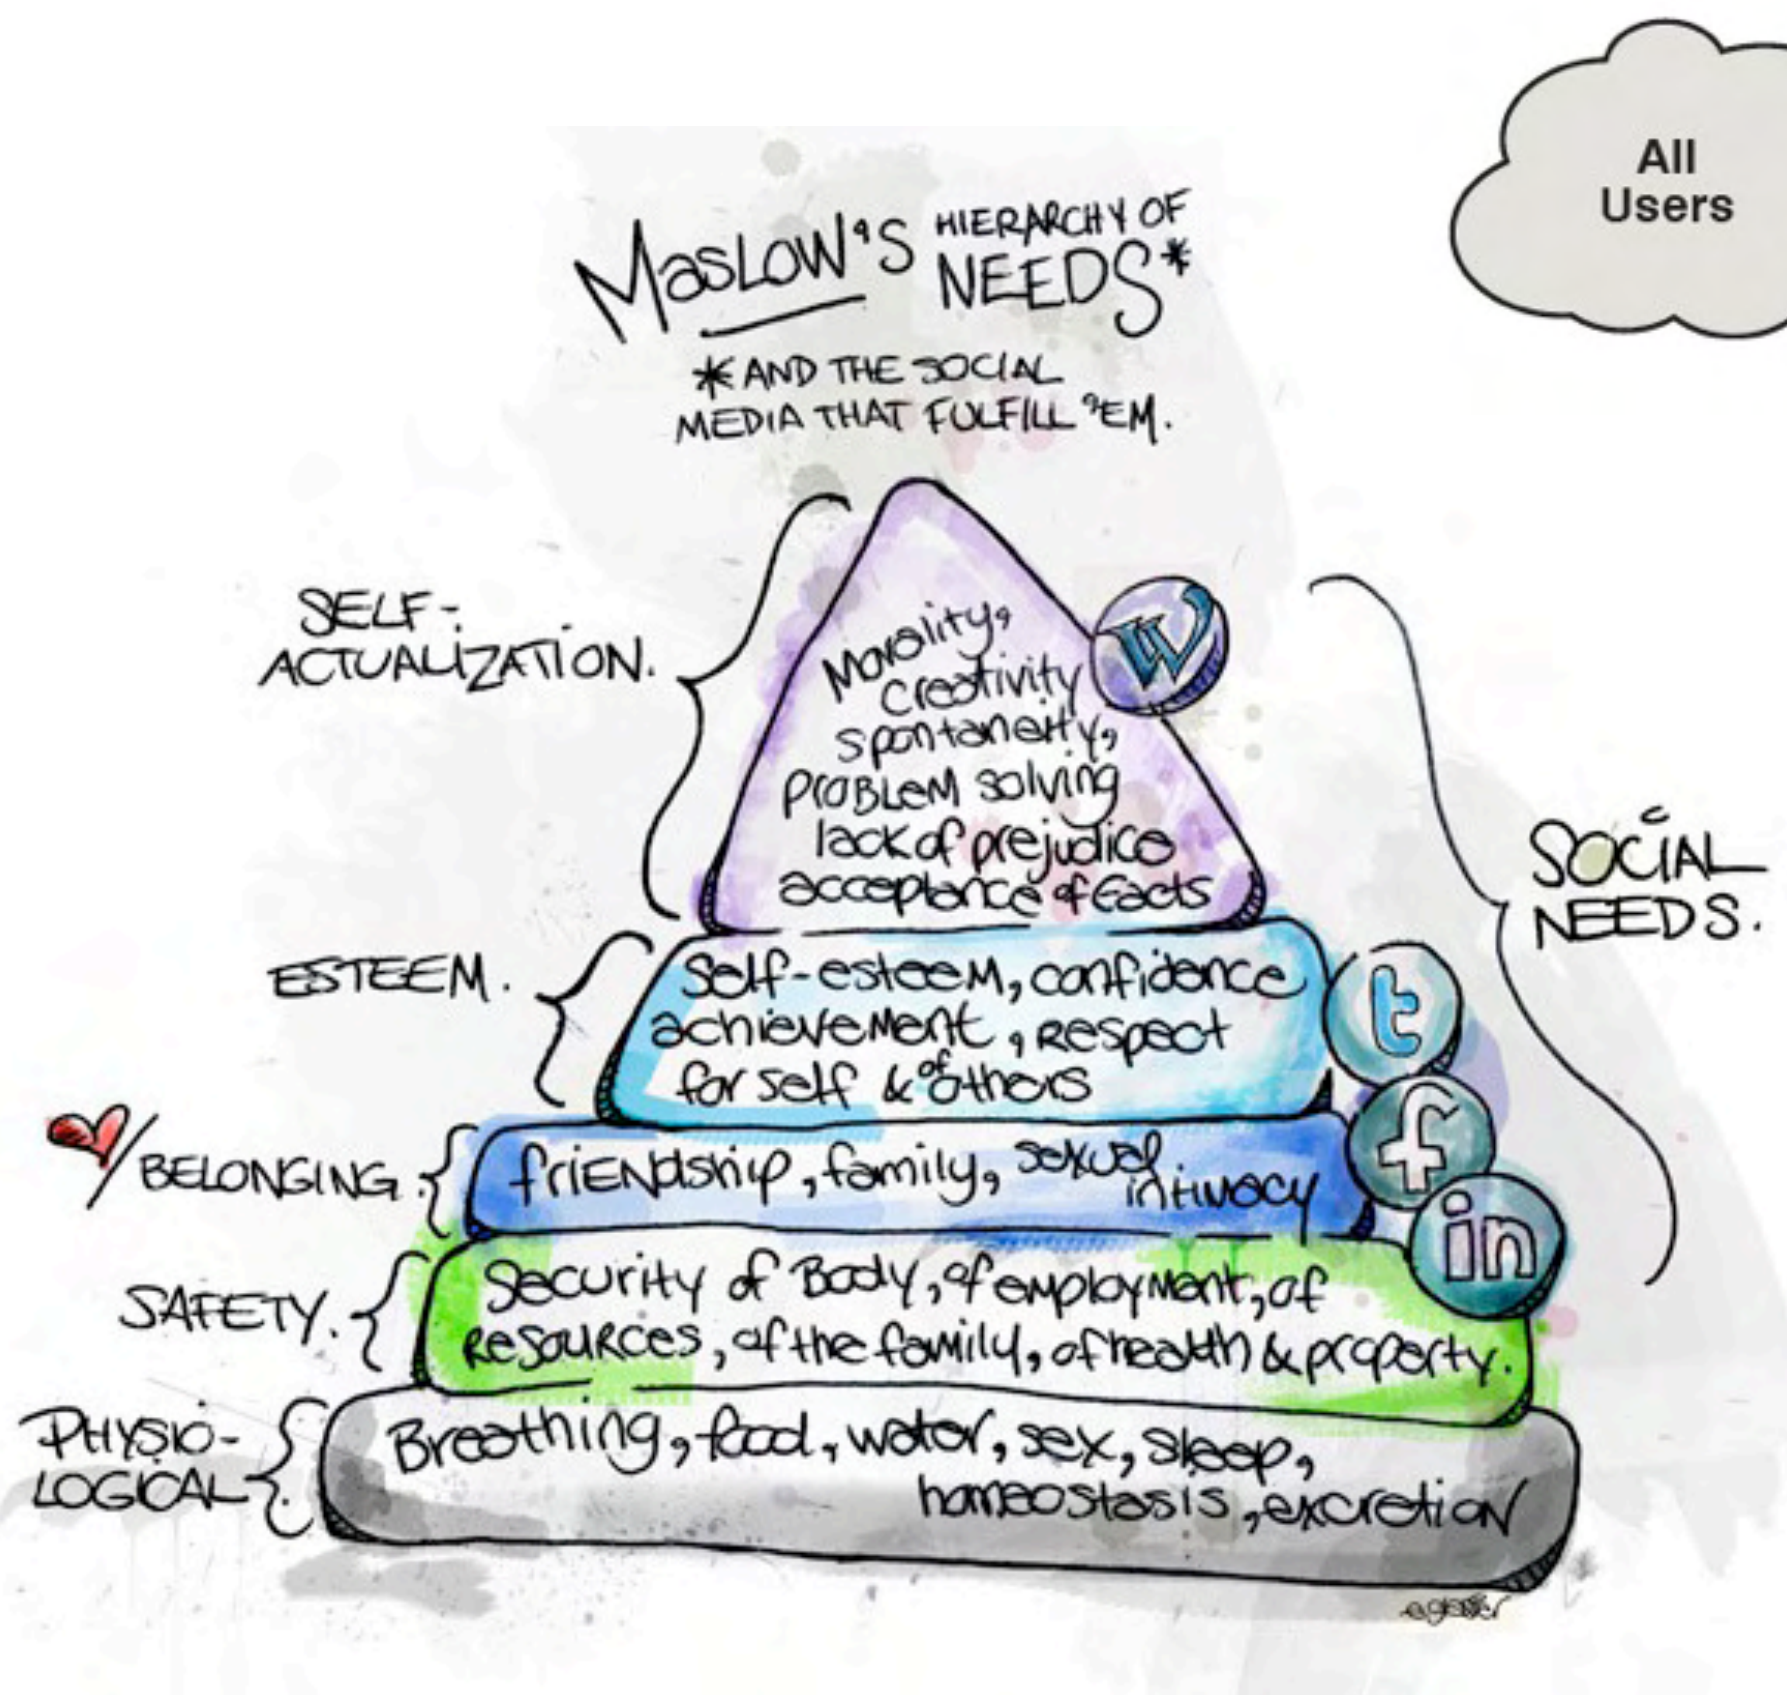 All
Users
MASLOW'S HIERARCHY OF
NEEDS*
*AND THE SOCIAL
MEDIA THAT FULFILL 'EM.
SELF-
ACTUALIZATION.
Morality,
creativity
spontaneity,
PROBLEM solving
lack of prejudice
acceptance of facts
W
SOCIAL
NEEDS.
ESTEEM.
Self-esteem, confidence
achievement, respect
for self & of others
t
f
in
/BELONGING.
friendship, family, sexual
intimacy
SAFETY.
Security of Body, of employment, of
resources, of the family, of health & property.
PHYSIO-
LOGICAL.
Breathing, food, water, sex, sleep,
homeostasis, excretion